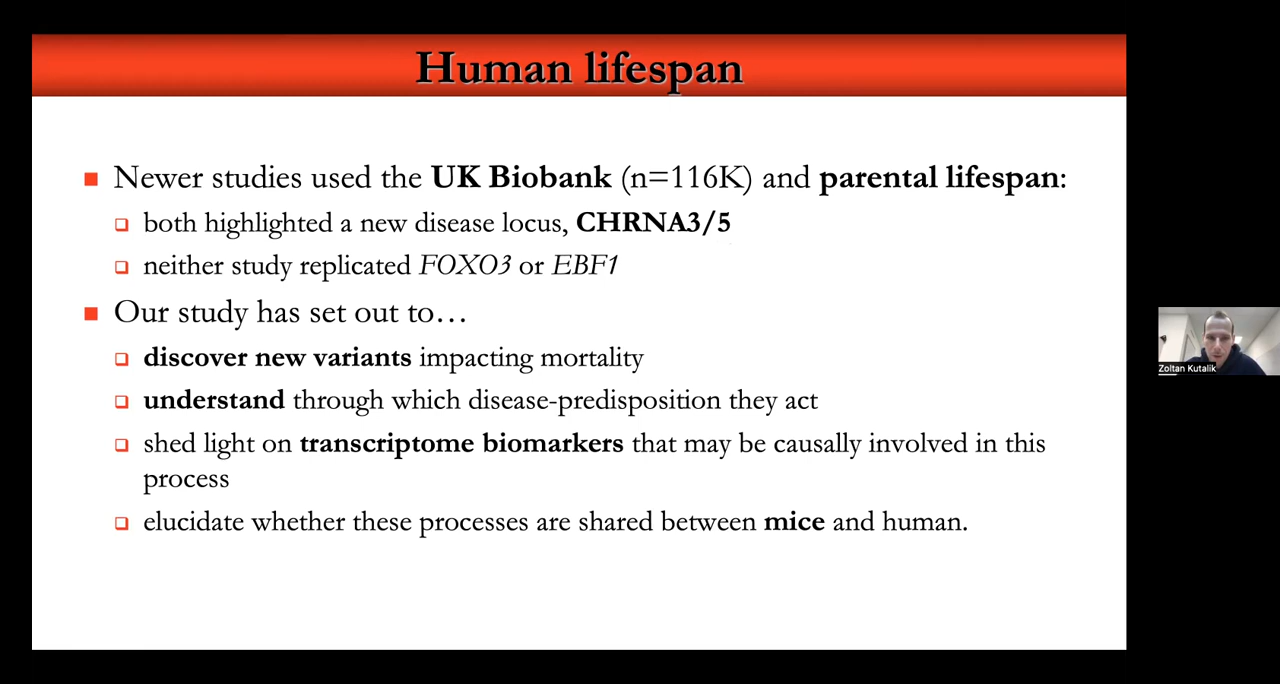 Human lifespan
Newer studies used the UK Biobank (n=116K) and parental lifespan:
both highlighted a new disease locus, CHRNA3/5
neither study replicated FOXO3 or EBF1
Our study has set out to…
discover new variants impacting mortality
understand through which disease-predisposition they act
shed light on transcriptome biomarkers that may be causally involved in this
process
elucidate whether these processes are shared between mice and human.
Zoltan Kutalik